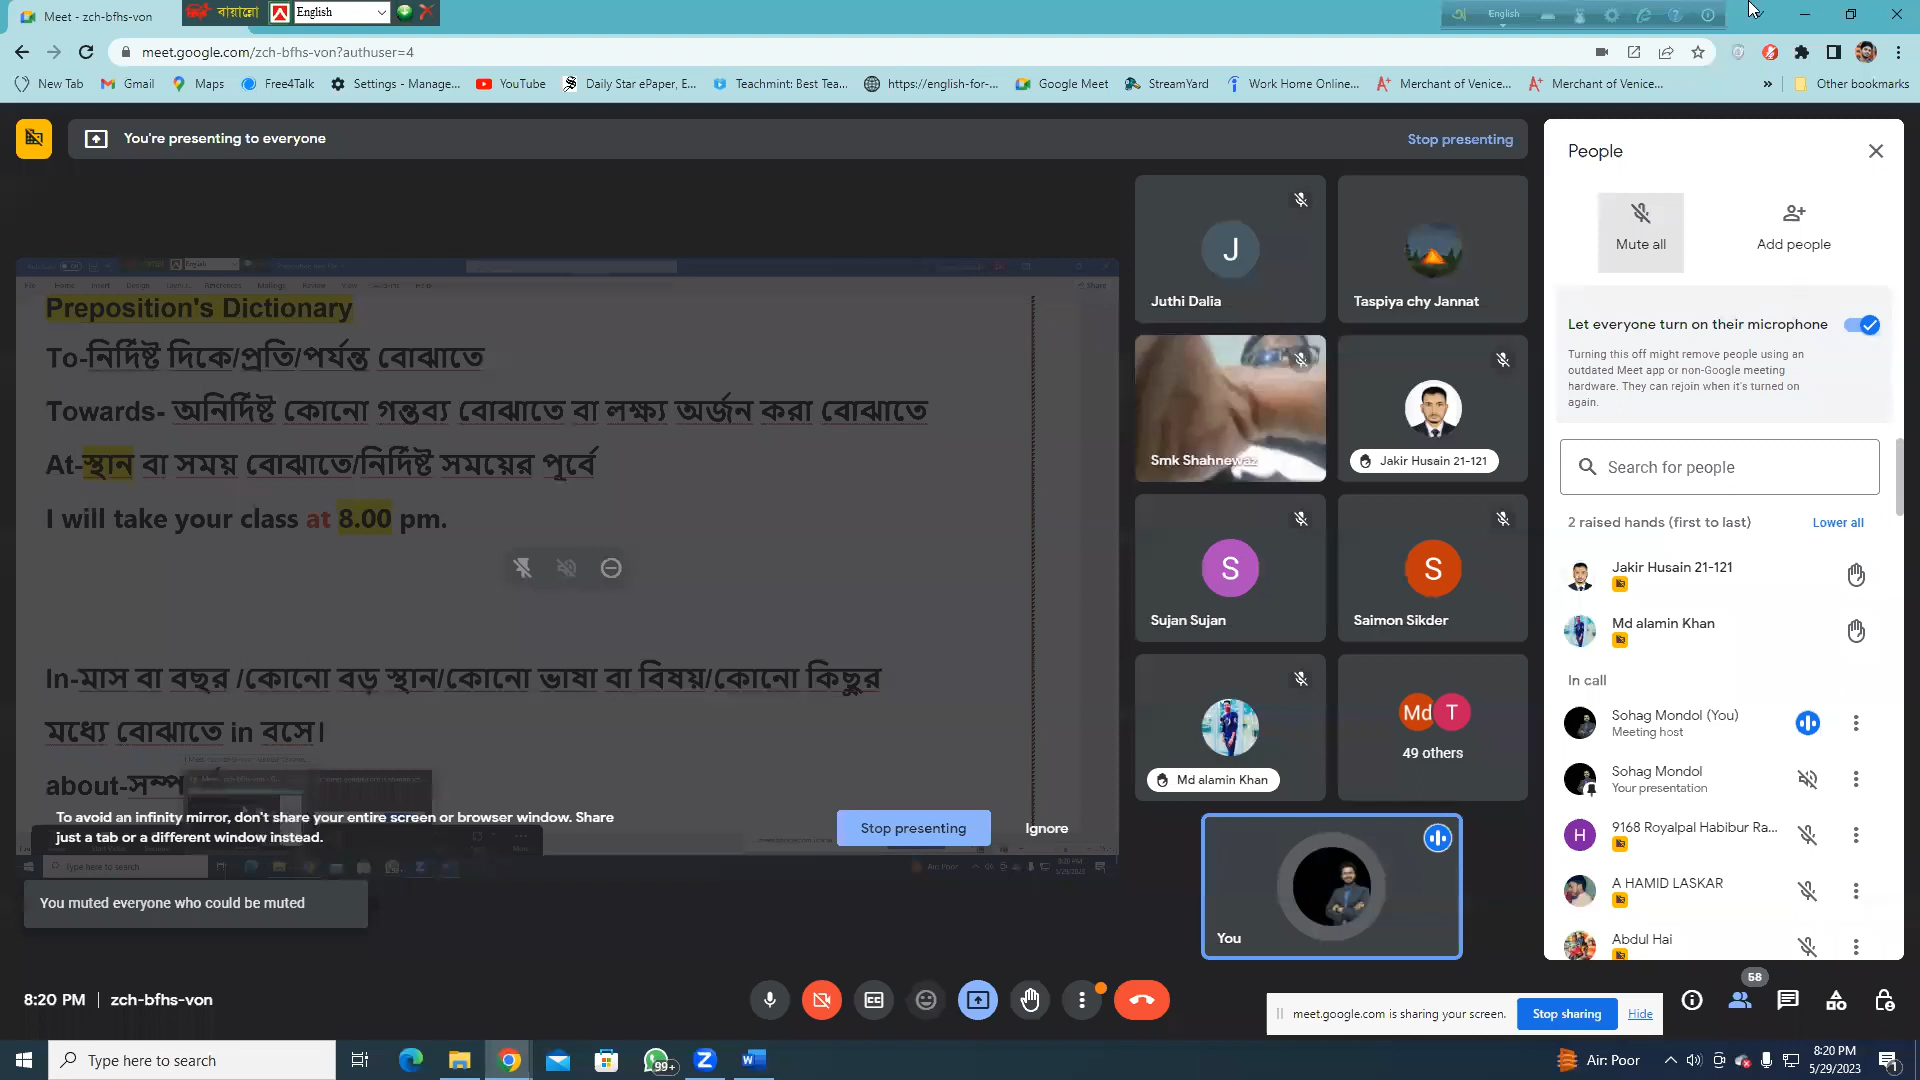 Meet - zch-bfhs-von
বায়ান্নো
English
English
meet.google.com/zch-bfhs-von?authuser=4
New Tab
Gmail
Maps
Free4Talk
Settings - Manage...
YouTube
Daily Star ePaper, E...
Teachmint: Best Tea...
https://english-for-...
Google Meet
StreamYard
Work Home Online...
Merchant of Venice...
Merchant of Venice...
»
Other bookmarks
You're presenting to everyone
Stop presenting
Preposition's Dictionary
To-নির্দিষ্ট দিকে/প্রতি/পর্যন্ত বোঝাতে
Towards- অনির্দিষ্ট কোনো গন্তব্য বোঝাতে বা লক্ষ্য অর্জন করা বোঝাতে
At-স্থান বা সময় বোঝাতে/নির্দিষ্ট সময়ের পূর্বে
I will take your class at 8.00 pm.
In-মাস বা বছর /কোনো বড় স্থান/কোনো ভাষা বা বিষয়/কোনো কিছুর
মধ্যে বোঝাতে in বসে।
about-সম্প
To avoid an infinity mirror, don't share your entire screen or browser window. Share
just a tab or a different window instead.
Stop presenting
Ignore
You muted everyone who could be muted
J
Juthi Dalia
Taspiya chy Jannat
Smk Shahnewaz
Jakir Husain 21-121
S
Sujan Sujan
S
Saimon Sikder
Md alamin Khan
Md T
49 others
You
People
Mute all
Add people
Let everyone turn on their microphone
Turning this off might remove people using an
outdated Meet app or non-Google meeting
hardware. They can rejoin when it's turned on
again.
Search for people
2 raised hands (first to last)
Lower all
Jakir Husain 21-121
Md alamin Khan
In call
Sohag Mondol (You)
Meeting host
Sohag Mondol
Your presentation
H
9168 Royalpal Habibur Ra...
A HAMID LASKAR
Abdul Hai
8:20 PM | zch-bfhs-von
58
meet.google.com is sharing your screen.
Stop sharing
Hide
Type here to search
99+
Air: Poor
8:20 PM
5/29/2023
1